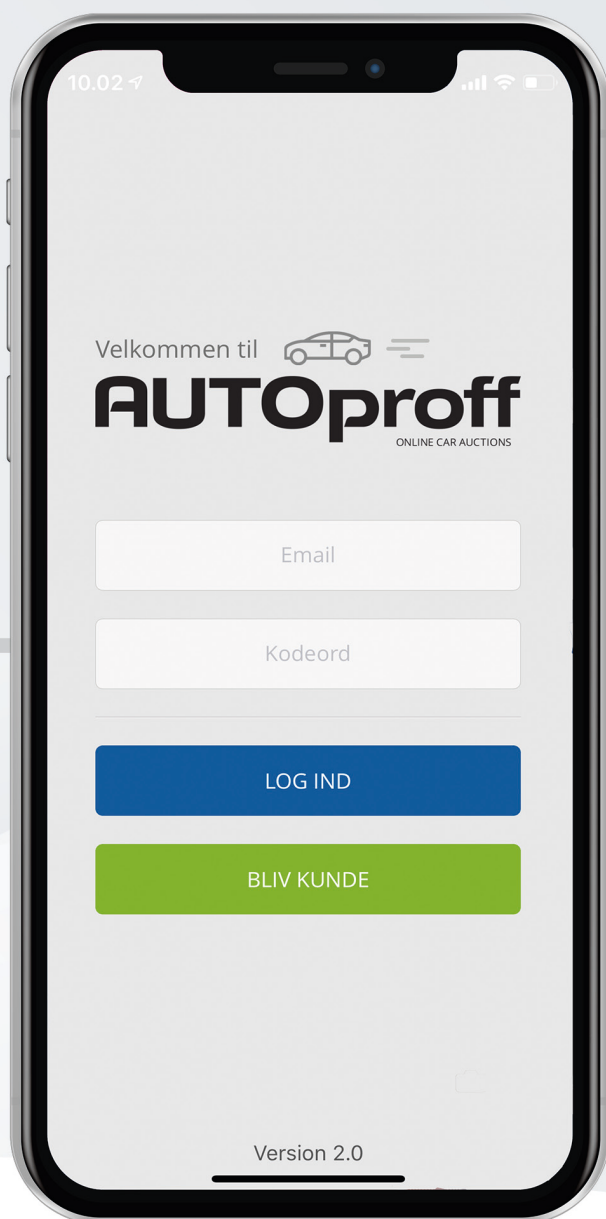 10.02
Velkommen til
AUTOproff
ONLINE CAR AUCTIONS
Email
Kodeord
LOG IND
BLIV KUNDE
Version 2.0